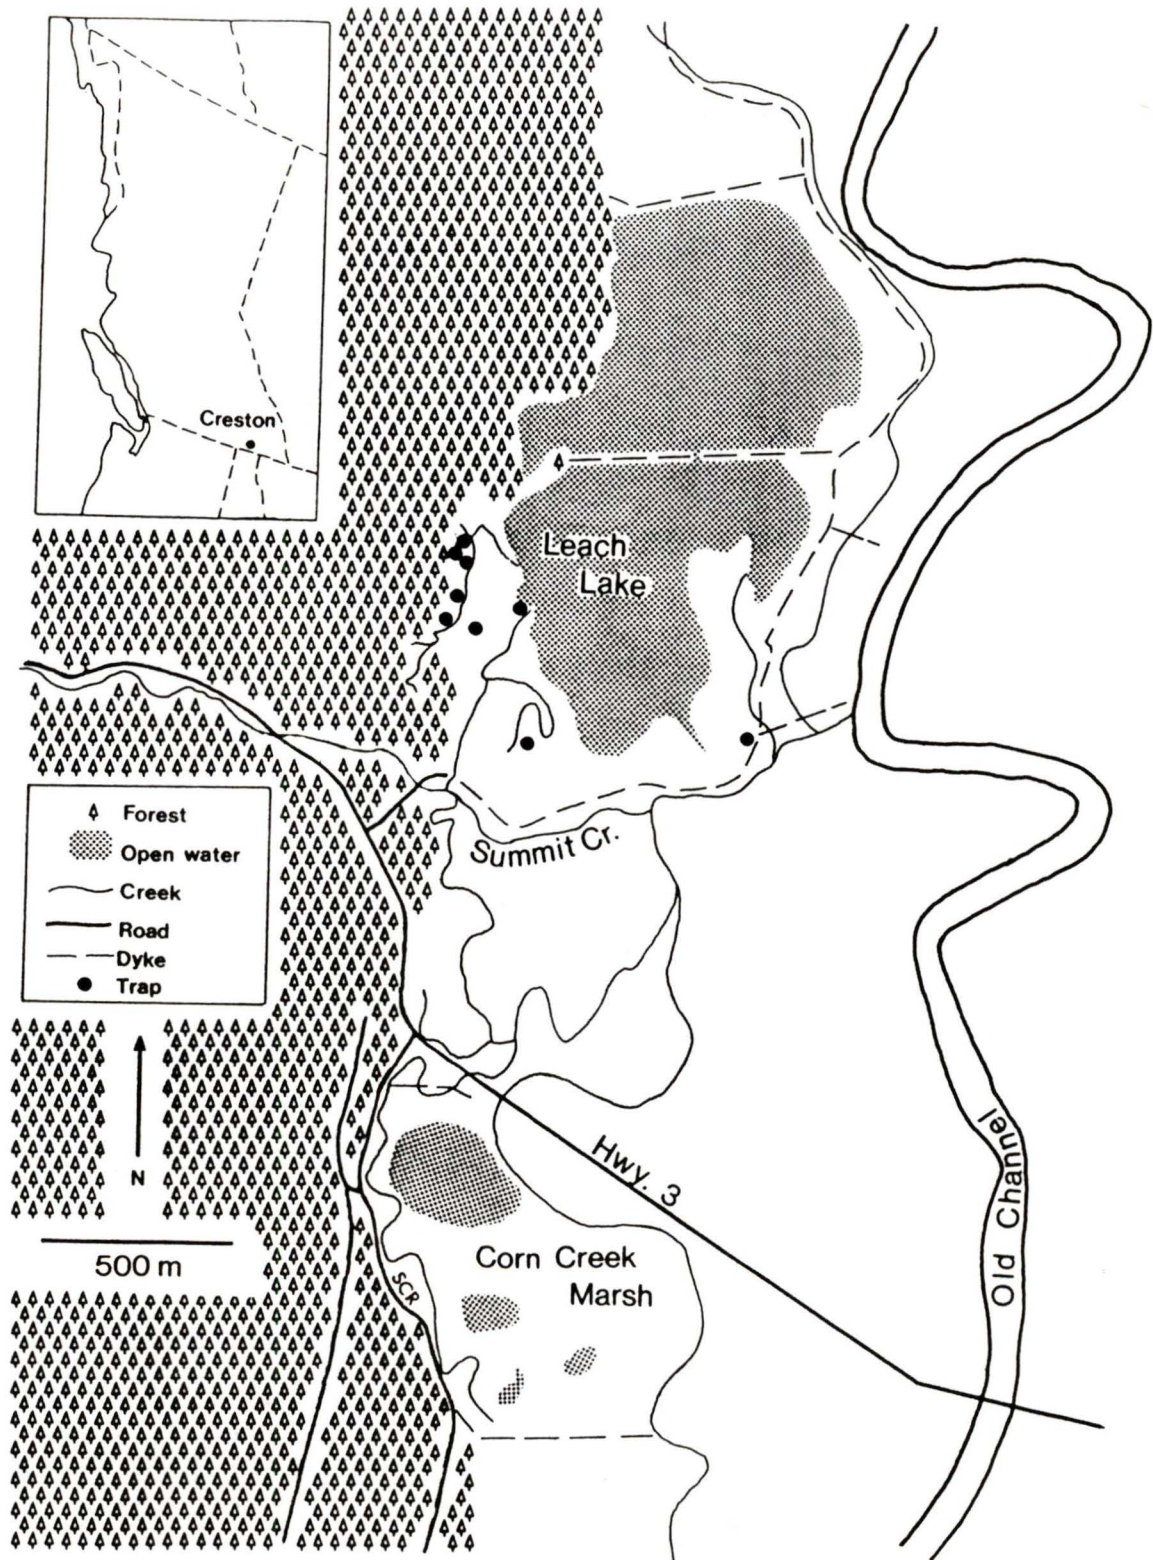 Creston
Leach
Lake
Forest
Open water
Creek
Road
Dyke
Trap
Summit Cr.
N
500 m
Hwy. 3
Corn Creek
Marsh
SCR
Old Channel